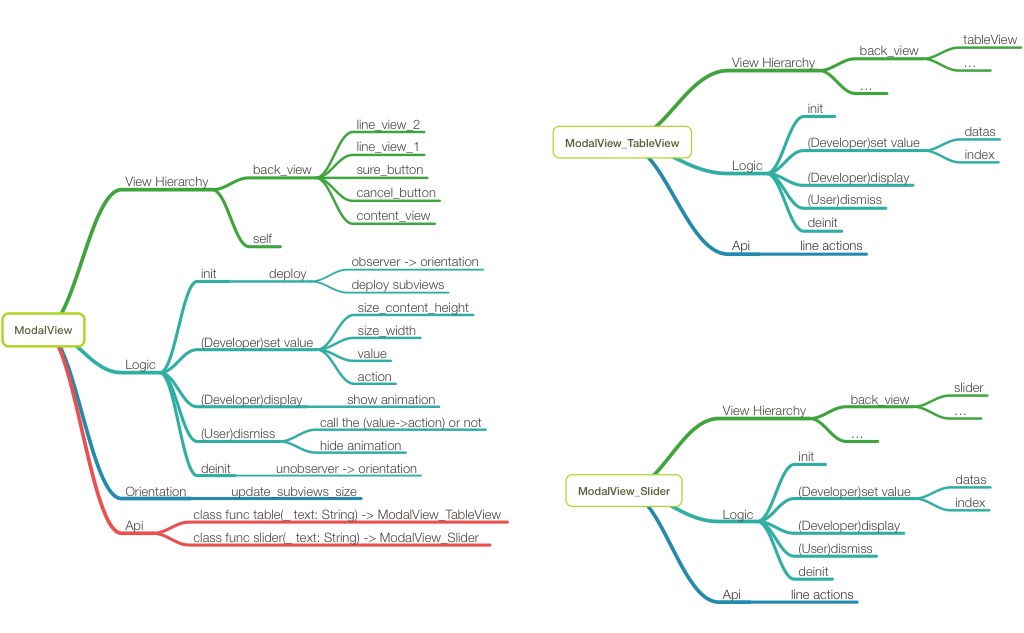 ModalView
View Hierarchy
back_view
line_view_2
line_view_1
sure_button
cancel_button
content_view
self
Logic
init
deploy
observer -> orientation
deploy subviews
(Developer)set value
size_content_height
size_width
value
action
(Developer)display
show animation
(User)dismiss
call the (value->action) or not
hide animation
deinit
unobserver -> orientation
Orientation
update_subviews_size
Api
class func table(_ text: String) -> ModalView_TableView
class func slider(_ text: String) -> ModalView_Slider
ModalView_TableView
View Hierarchy
back_view
tableView
...
...
Logic
init
(Developer)set value
datas
index
(Developer)display
(User)dismiss
deinit
Api
line actions
ModalView_Slider
View Hierarchy
back_view
slider
...
...
Logic
init
(Developer)set value
datas
index
(Developer)display
(User)dismiss
deinit
Api
line actions